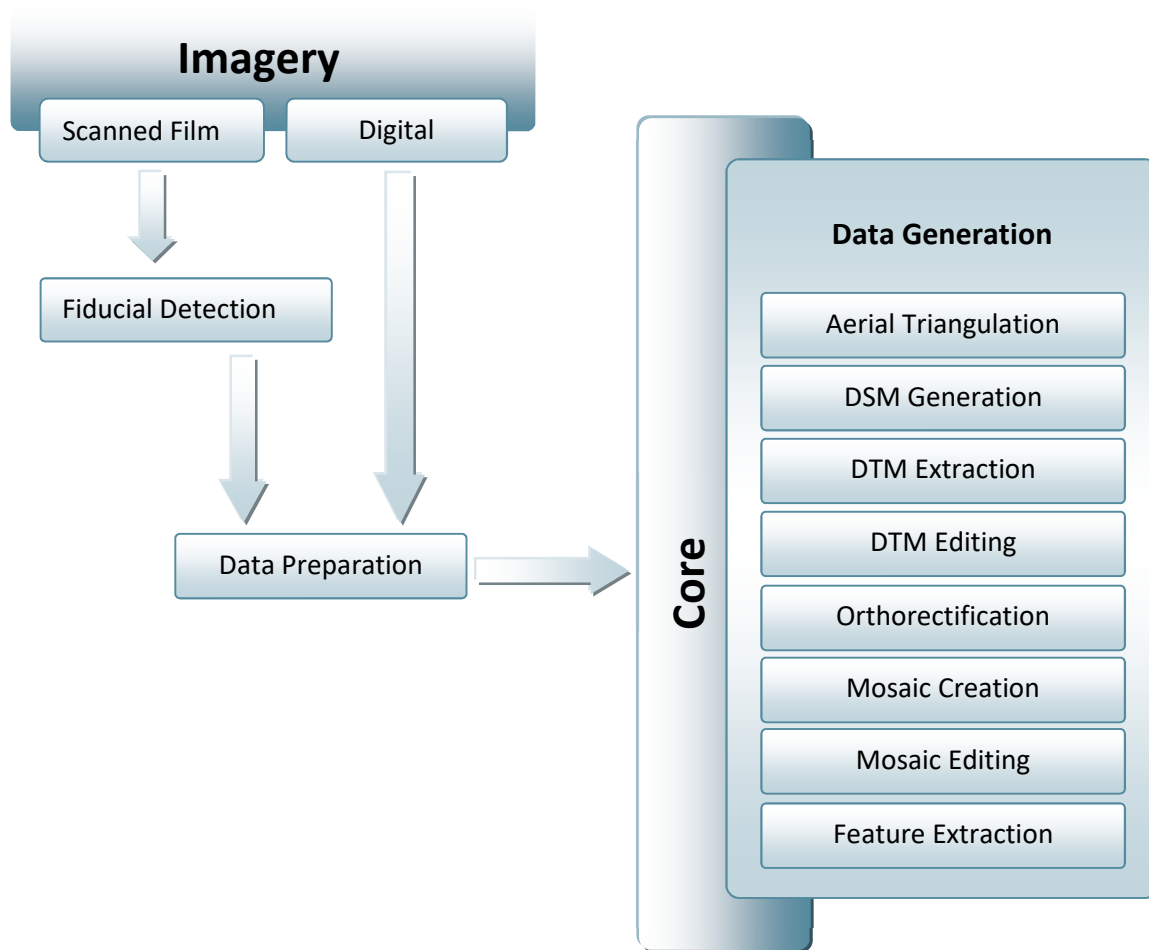 Imagery
Scanned Film
Digital
Fiducial Detection
Data Preparation
Core
Data Generation
Aerial Triangulation
DSM Generation
DTM Extraction
DTM Editing
Orthorectification
Mosaic Creation
Mosaic Editing
Feature Extraction